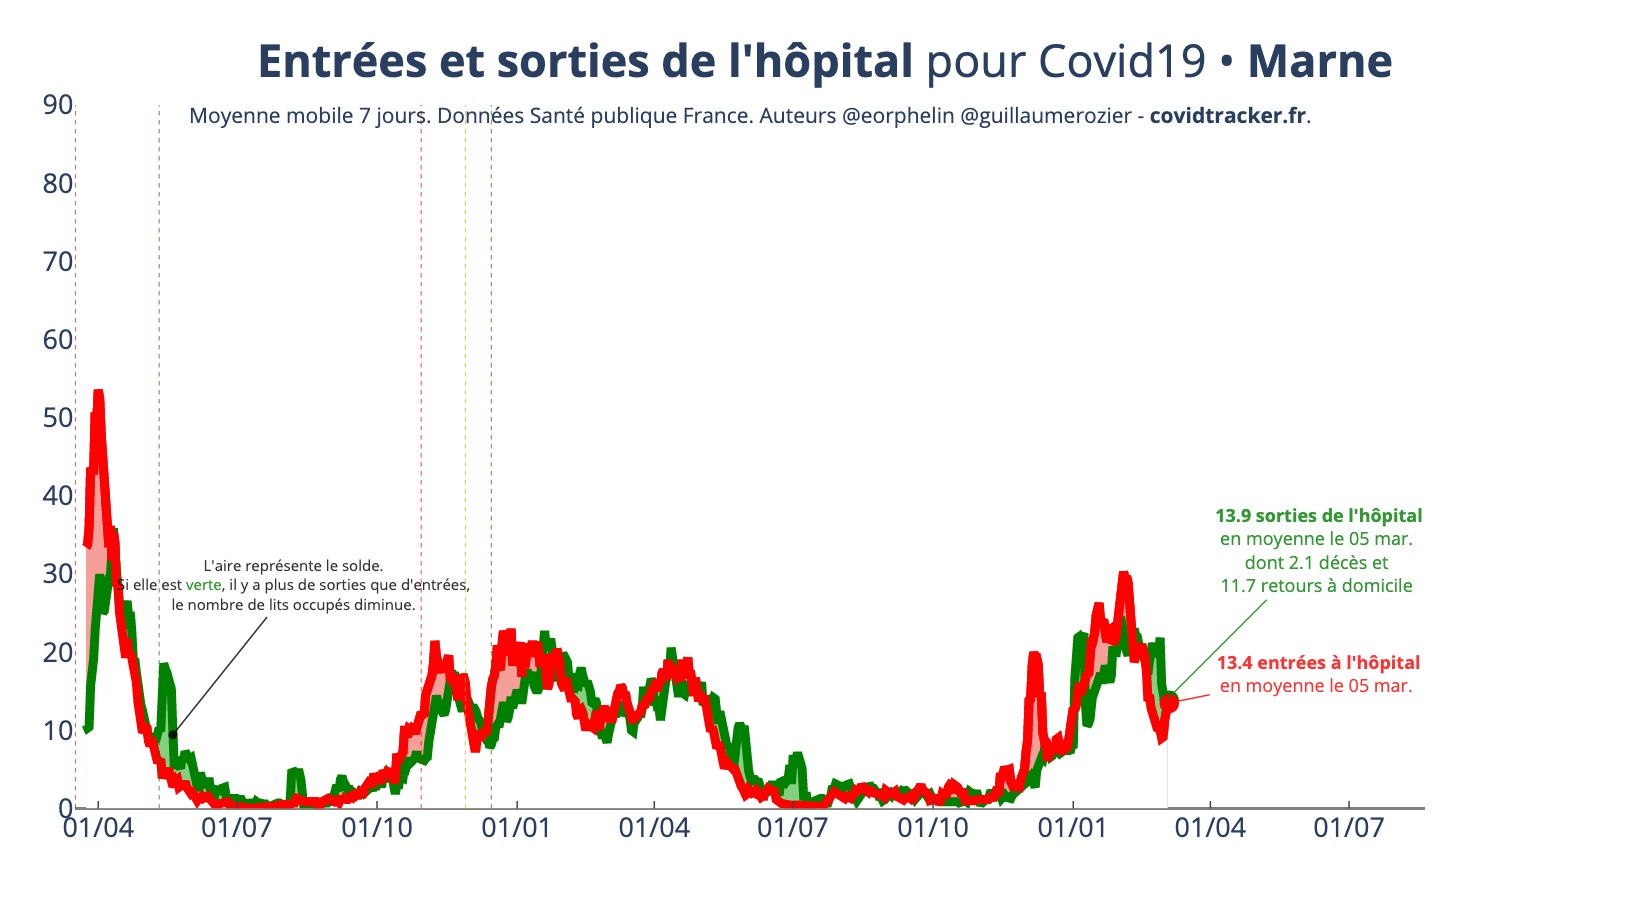 Entrées et sorties de l'hôpital pour Covid19 • Marne
Moyenne mobile 7 jours. Données Santé publique France. Auteurs @eorphelin @guillaumerozier - covidtracker.fr.
90
80
70
60
50
40
30
20
10
0
L'aire représente le solde.
Si elle est verte, il y a plus de sorties que d'entrées,
le nombre de lits occupés diminue.
13.9 sorties de l'hôpital
en moyenne le 05 mar.
dont 2.1 décès et
11.7 retours à domicile
13.4 entrées à l'hôpital
en moyenne le 05 mar.
01/04 01/07 01/10 01/01 01/04 01/07 01/10 01/01 01/04 01/07